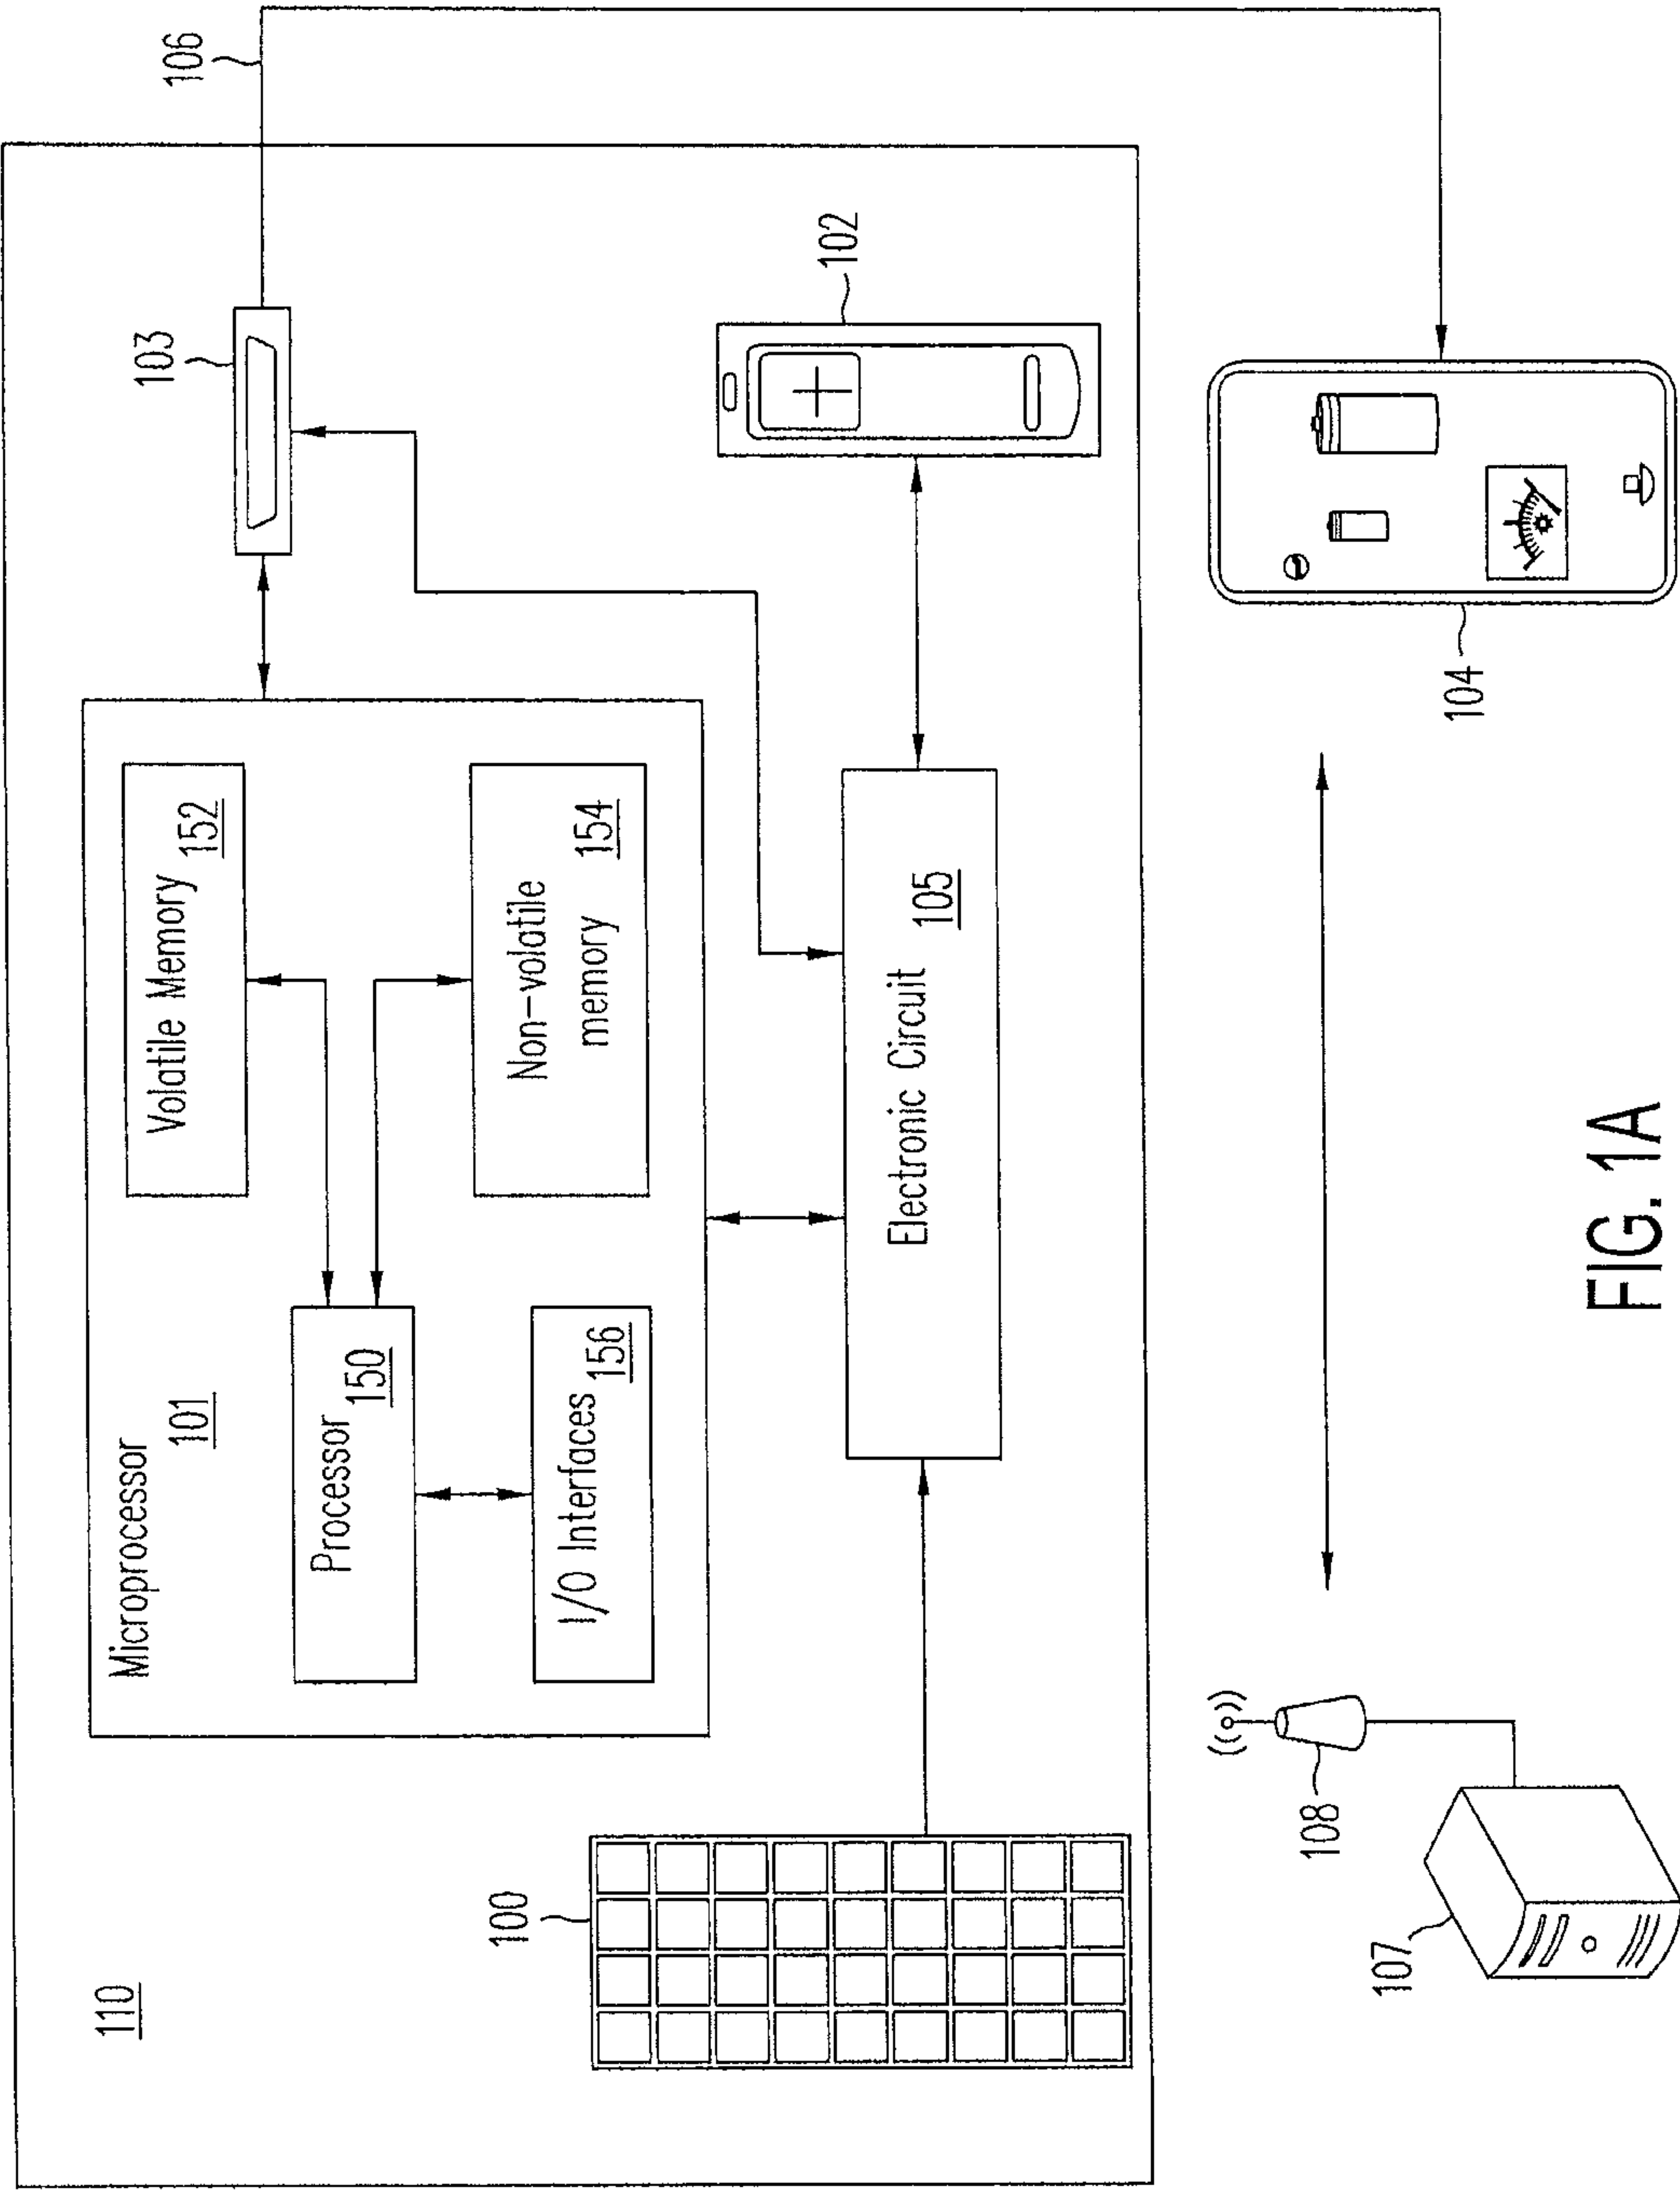 106
103
Microprocessor
101
Volatile Memory
152
Processor
150
Non-volatile
memory
154
I/O Interfaces
156
110
100
Electronic Circuit
105
102
108
107
104
FIG. 1A